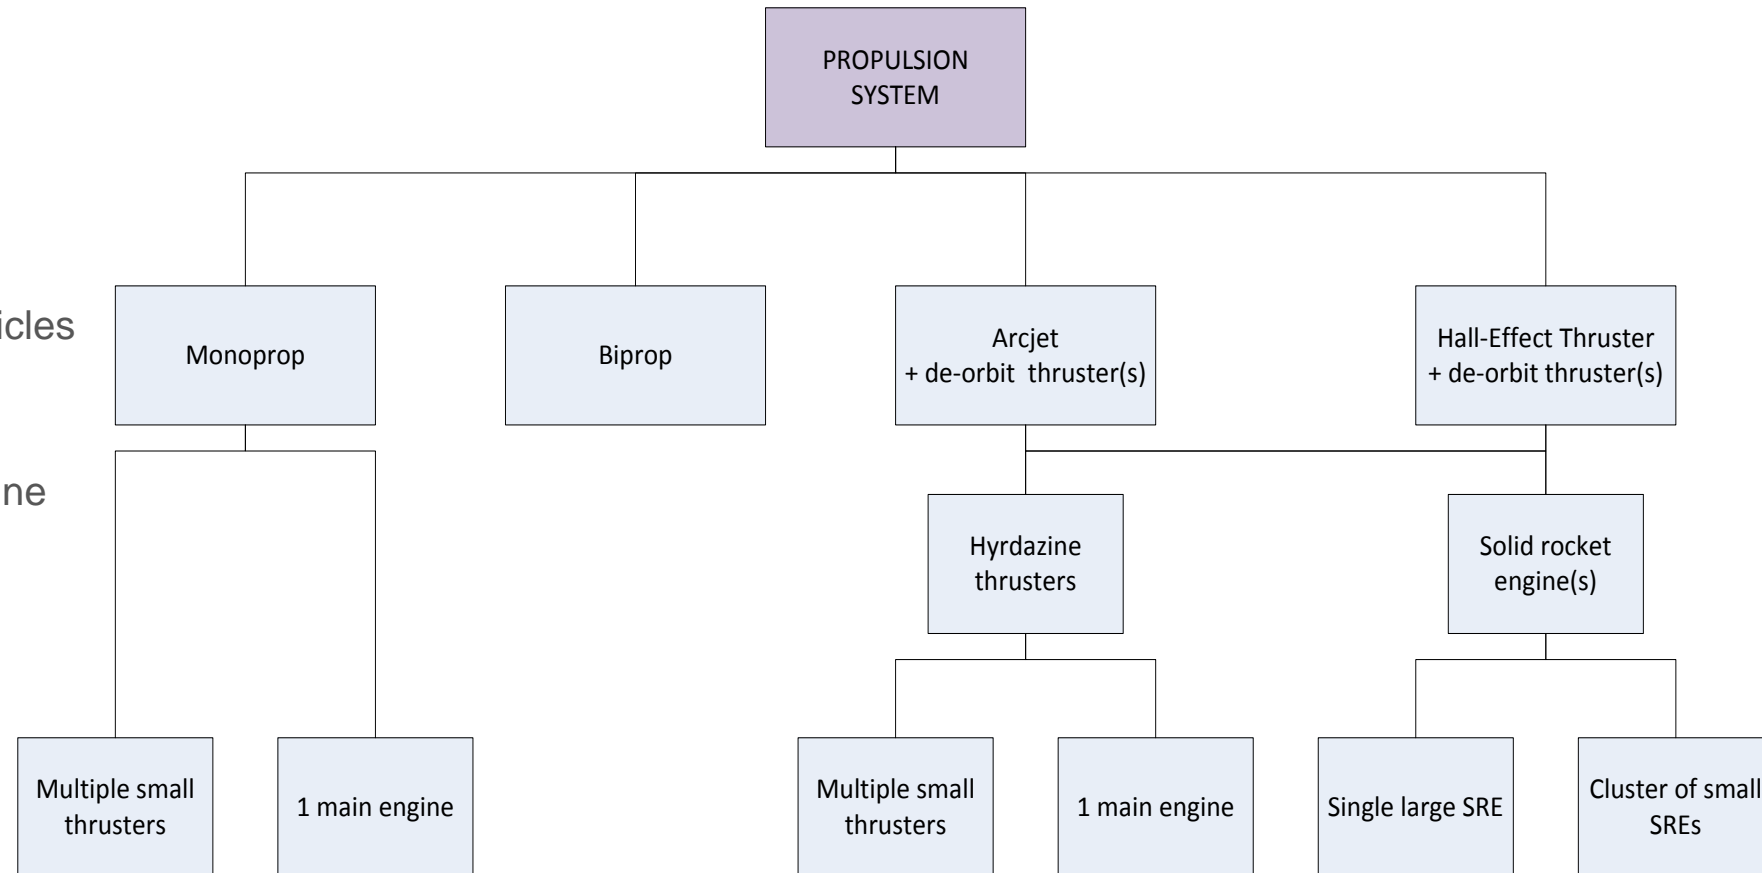 PROPULSION
SYSTEM
icles
Monoprop
Biprop
Arcjet
+ de-orbit thruster(s)
Hall-Effect Thruster
+ de-orbit thruster(s)
ne
Hyrdazine
thrusters
Solid rocket
engine(s)
Multiple small
thrusters
1 main engine
Multiple small
thrusters
1 main engine
Single large SRE
Cluster of small
SREs